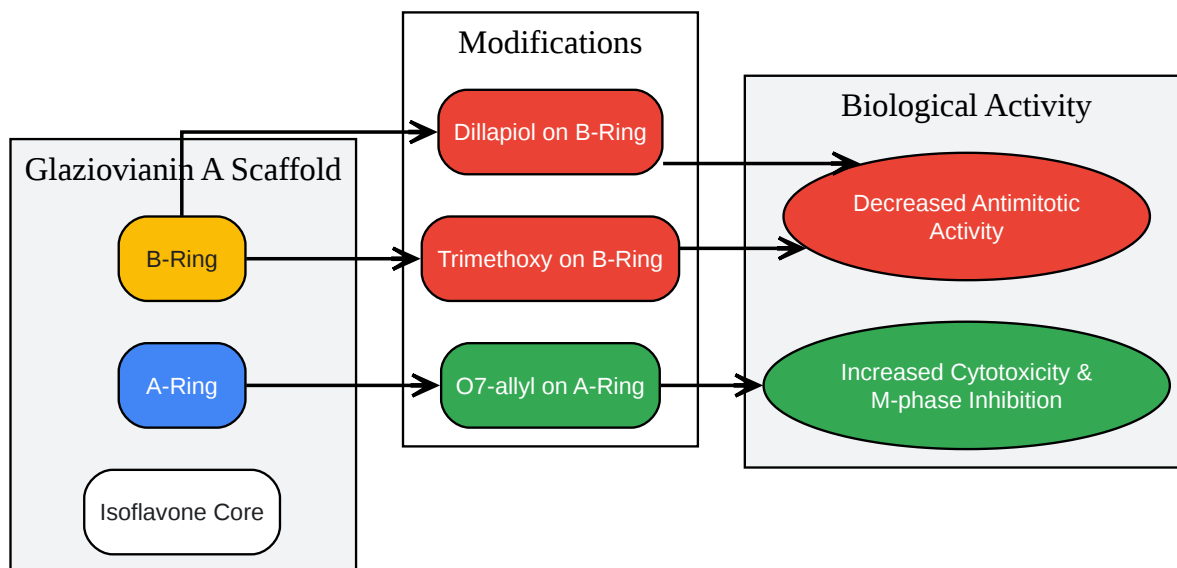 Glaziovianin A Scaffold
B-Ring
A-Ring
Isoflavone Core
Modifications
Dillapiol on B-Ring
Trimethoxy on B-Ring
O7-allyl on A-Ring
Biological Activity
Decreased Antimitotic
Activity
Increased Cytotoxicity &
M-phase Inhibition